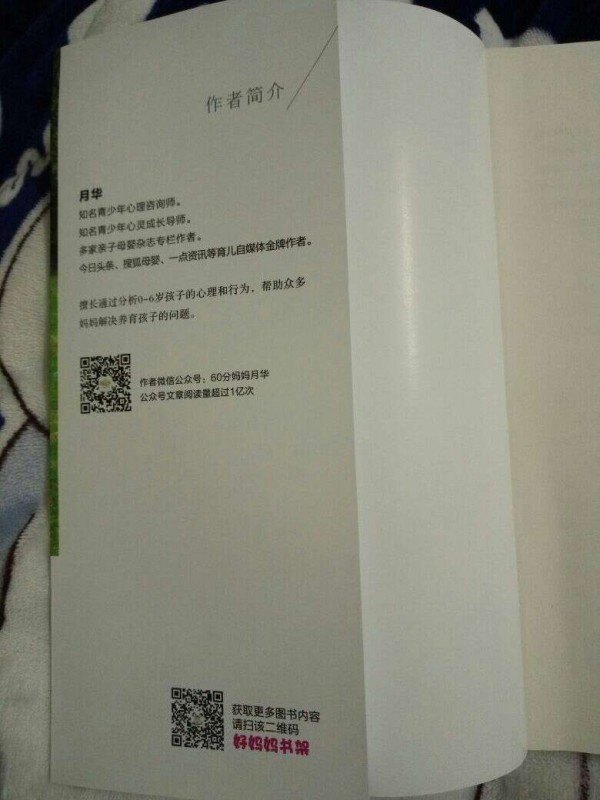 作者简介
月华
知名青少年心理咨询师。
知名青少年心灵成长导师。
多家亲子母婴杂志专栏作者。
今日头条、搜狐母婴、一点资讯等育儿自媒体金牌作者。
擅长通过分析0~6岁孩子的心理和行为，帮助众多
妈妈解决养育孩子的问题。
作者微信公众号：60分妈妈月华
公众号文章阅读量超过1亿次
获取更多图书内容
请扫该二维码
好妈妈书架